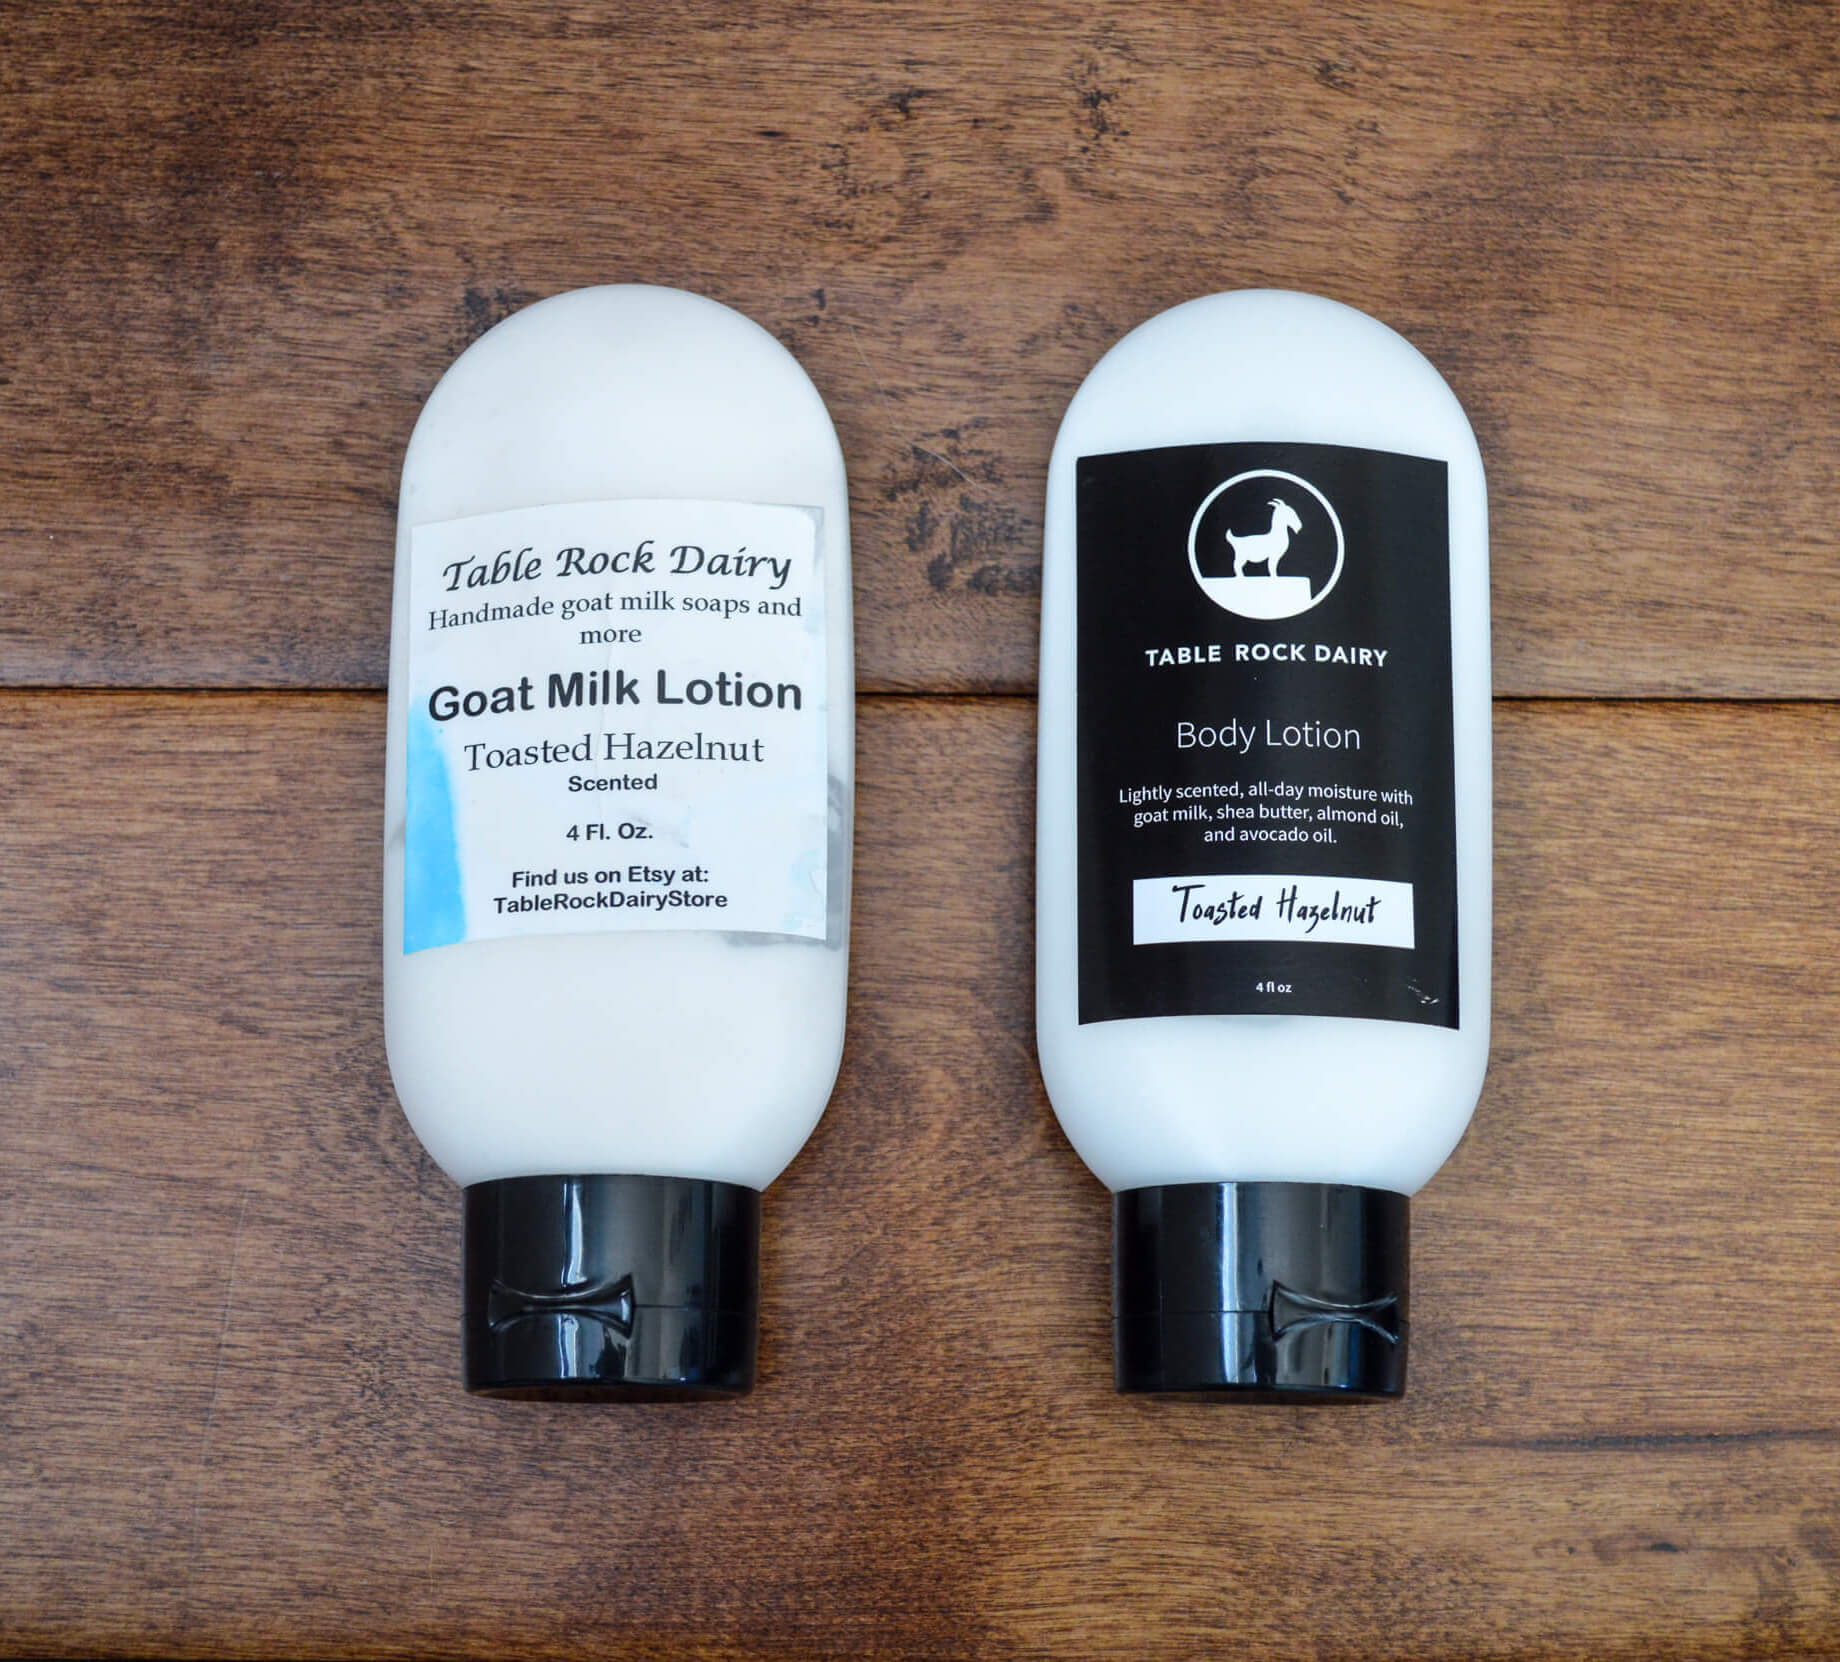 Table Rock Dairy
Handmade goat milk soaps and
more
Goat Milk Lotion
Toasted Hazelnut
Scented
4 Fl. Oz.
Find us on Etsy at:
TableRockDairyStore
TABLE ROCK DAIRY
Body Lotion
Lightly scented, all-day moisture with
goat milk, shea butter, almond oil,
and avocado oil.
Toasted Hazelnut
4 fl oz